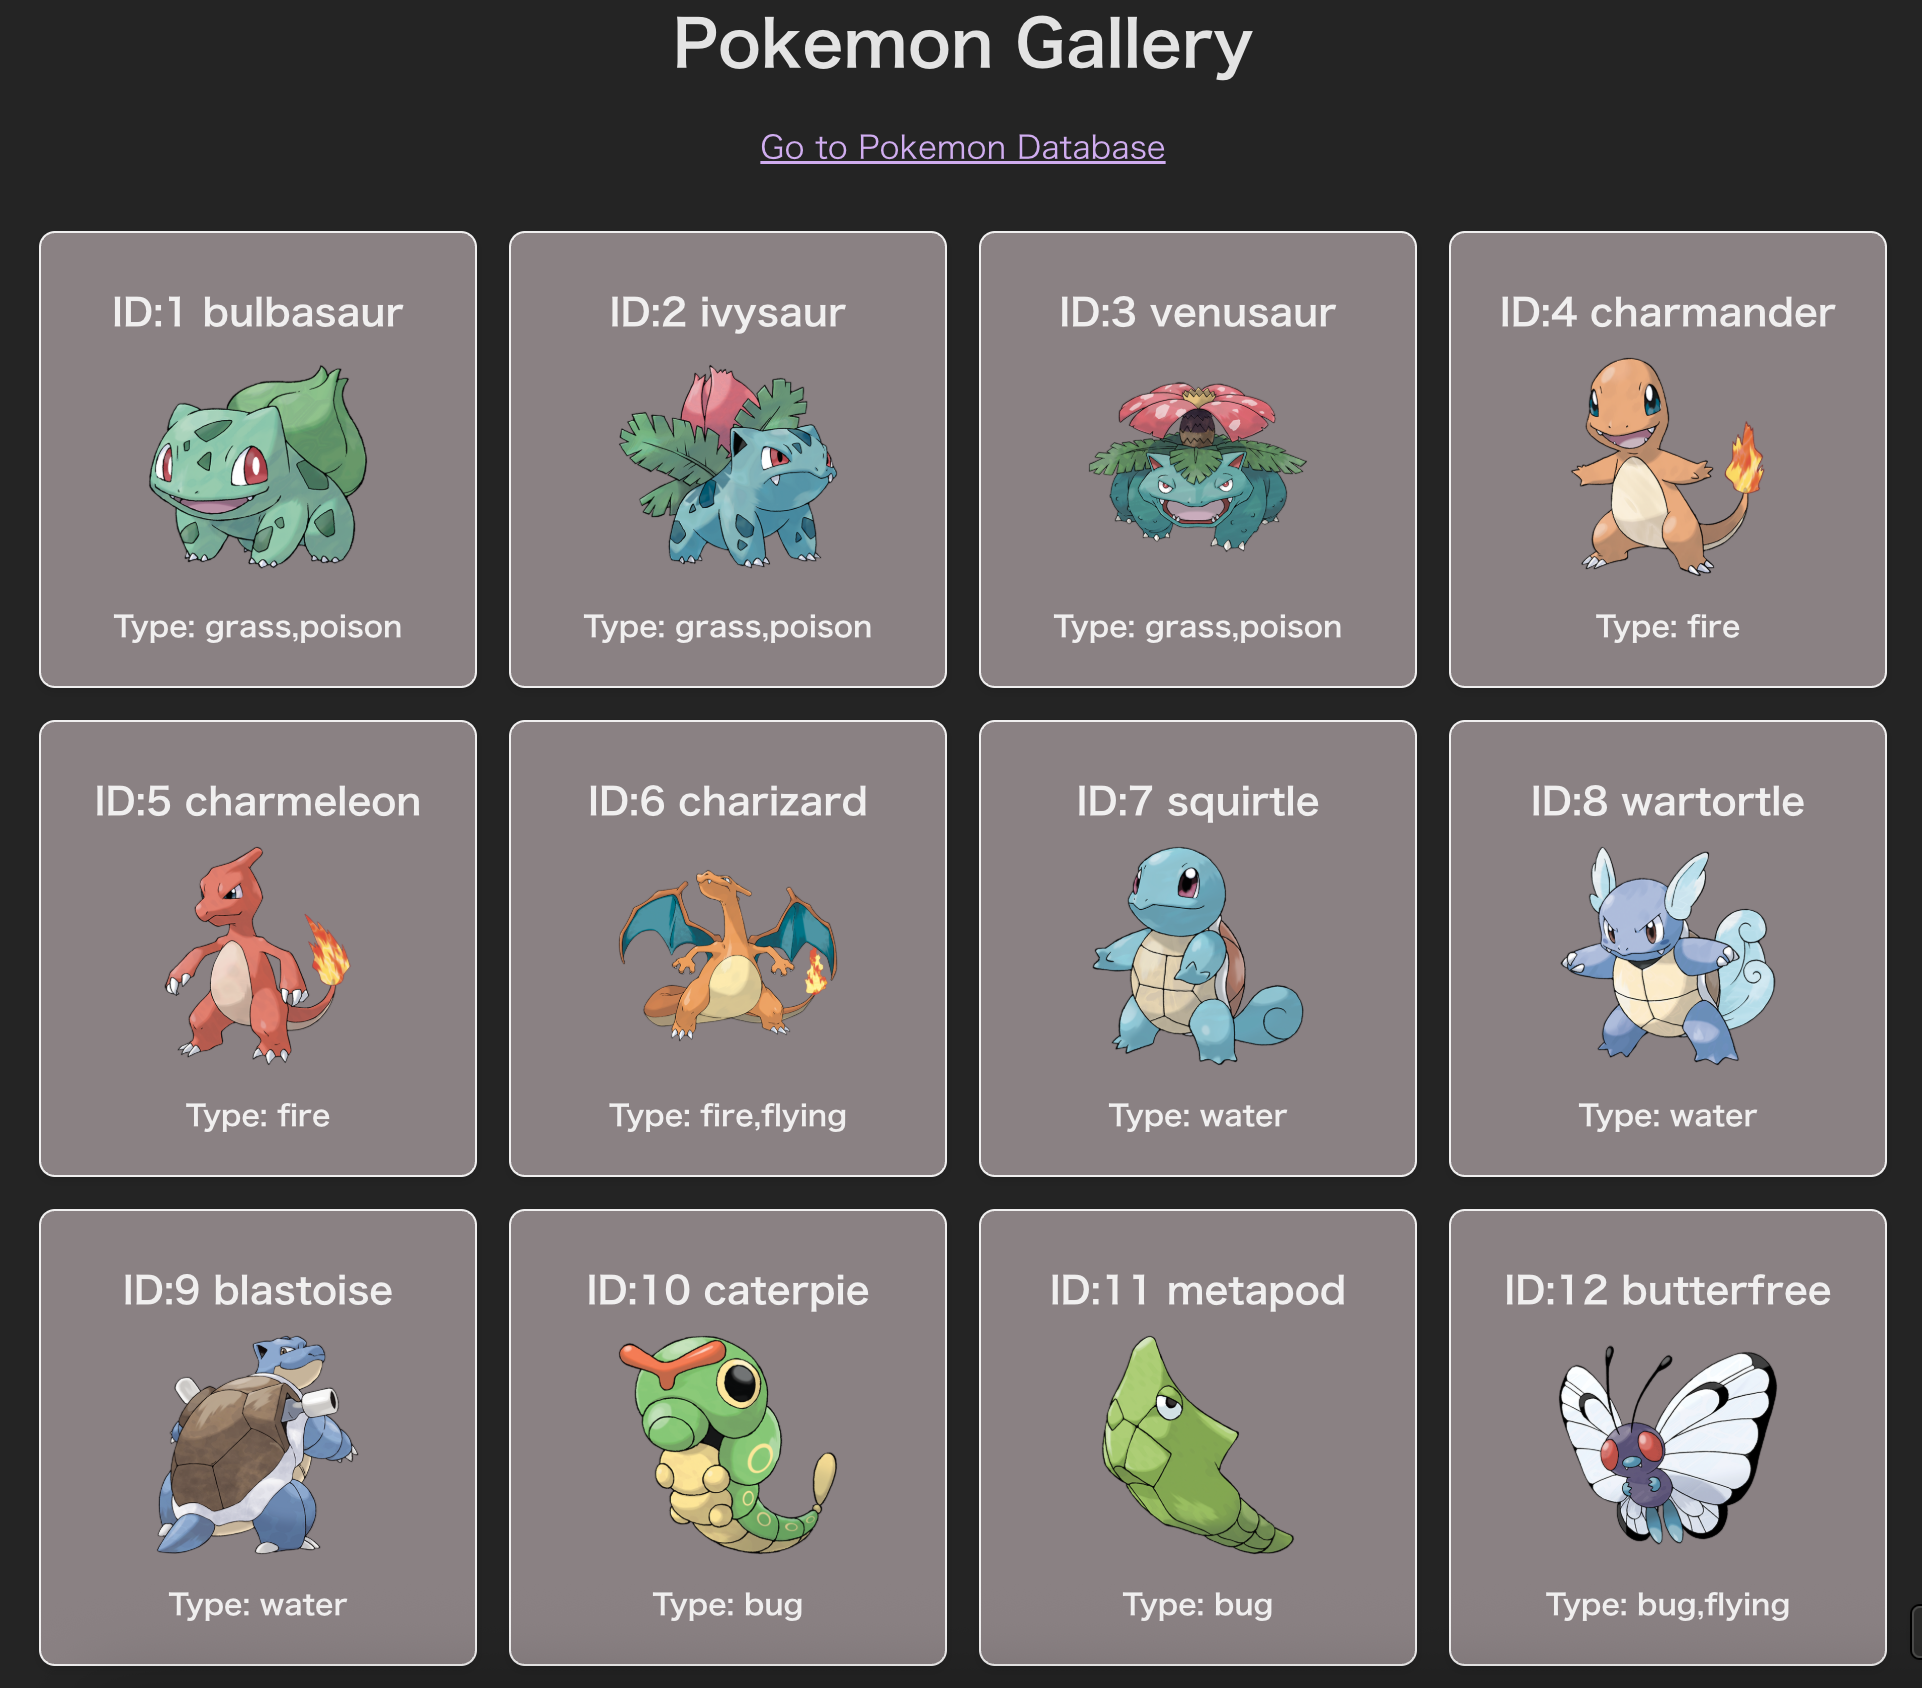 Pokemon Gallery
Go to Pokemon Database
ID:1 bulbasaur
Type: grass,poison
ID:2 ivysaur
Type: grass,poison
ID:3 venusaur
Type: grass,poison
ID:4 charmander
Type: fire
ID:5 charmeleon
Type: fire
ID:6 charizard
Type: fire,flying
ID:7 squirtle
Type: water
ID:8 wartortle
Type: water
ID:9 blastoise
Type: water
ID:10 caterpie
Type: bug
ID:11 metapod
Type: bug
ID:12 butterfree
Type: bug,flying